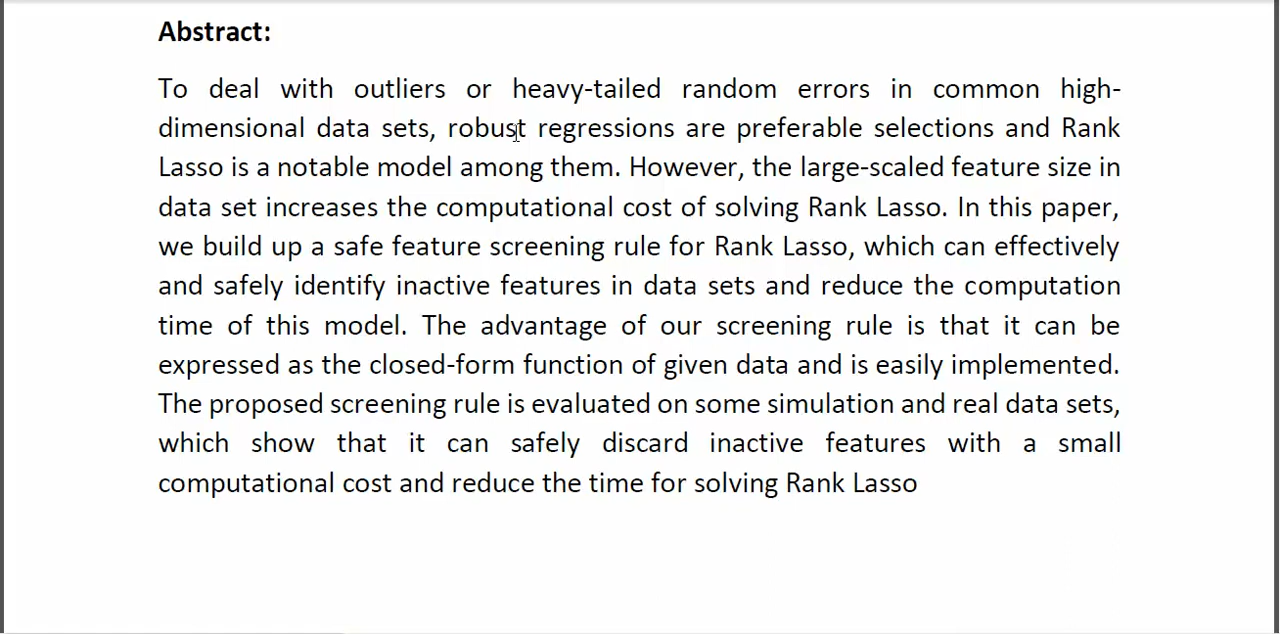 Abstract:
To deal with outliers or heavy-tailed random errors in common high-
dimensional data sets, robust regressions are preferable selections and Rank
Lasso is a notable model among them. However, the large-scaled feature size in
data set increases the computational cost of solving Rank Lasso. In this paper,
we build up a safe feature screening rule for Rank Lasso, which can effectively
and safely identify inactive features in data sets and reduce the computation
time of this model. The advantage of our screening rule is that it can be
expressed as the closed-form function of given data and is easily implemented.
The proposed screening rule is evaluated on some simulation and real data sets,
which show that it can safely discard inactive features with a small
computational cost and reduce the time for solving Rank Lasso